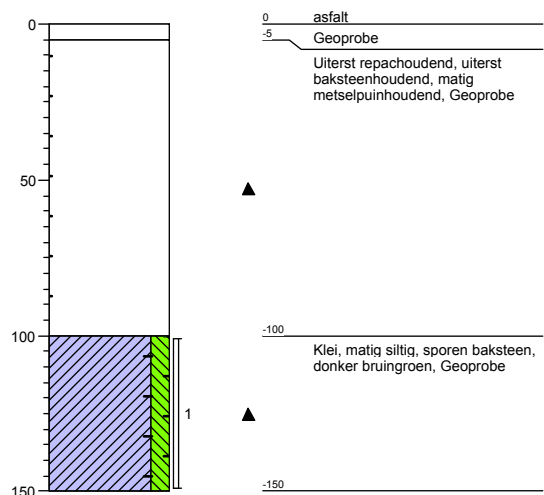 0
0 asfalt
-5 Geoprobe
Uiterst repachoudend, uiterst
baksteenhoudend, matig
metselpuinhoudend, Geoprobe
50
100
-100
Klei, matig siltig, sporen baksteen,
donker bruingroen, Geoprobe
1
150
-150